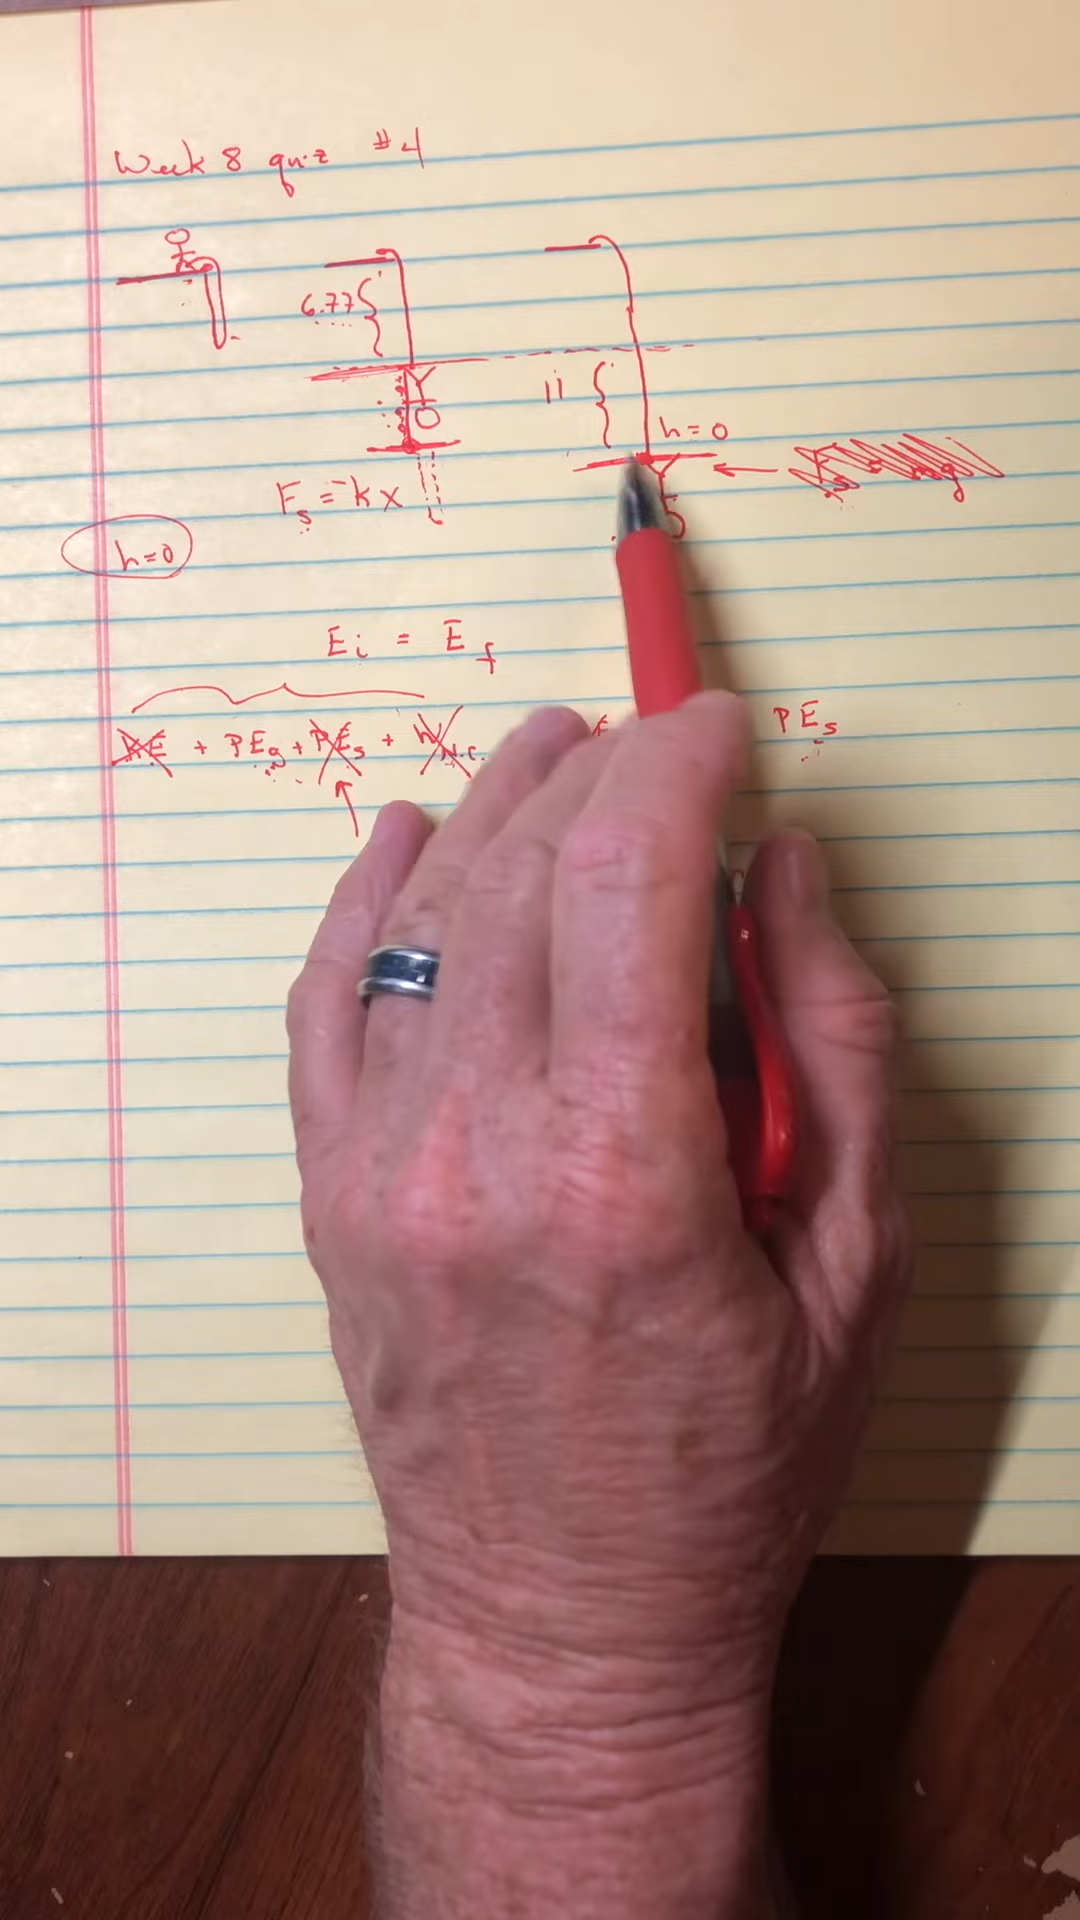 Week 8 quiz #4
6.77
11
h = 0
Fs = -kx
h=0
Ei = Ef
KE + PEg + PEs + WN.C.
PEs